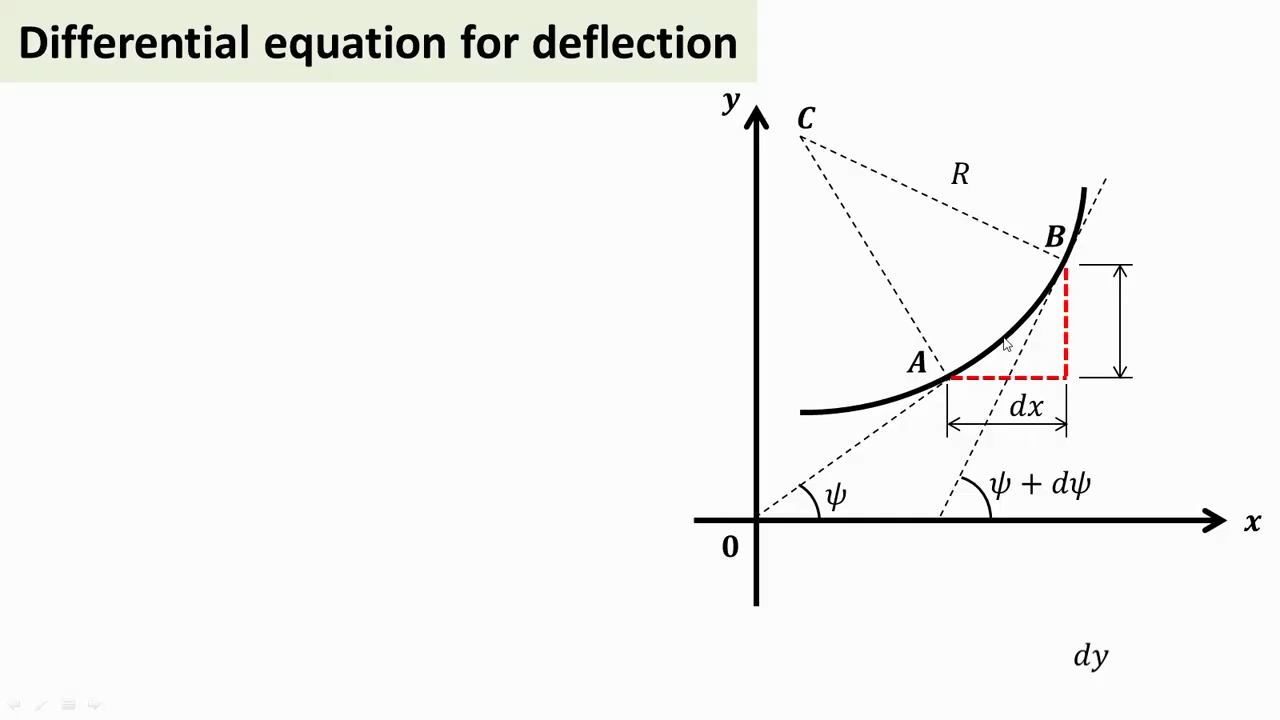 Differential equation for deflection
y
C
R
B
A
dx
ψ
ψ + dψ
x
0
dy